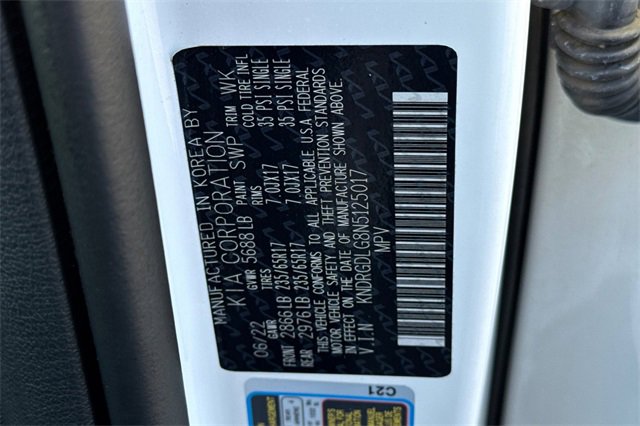 MANUFACTURED IN KOREA BY
KIA CORPORATION
06/22 GVWR 5688LB PAINT SWP TRIM WK
GAWR TIRES RIMS COLD TIRE INFL
FRONT 2866LB 235/65R17 7.0JX17 35 PSI SINGLE
REAR 2976LB 235/65R17 7.0JX17 35 PSI SINGLE
THIS VEHICLE CONFORMS TO ALL APPLICABLE U.S.A FEDERAL
MOTOR VEHICLE SAFETY AND THEFT PREVENTION STANDARDS
IN EFFECT ON THE DATE OF MANUFACTURE SHOWN ABOVE.
V.I.N : KNDRGDLG8N5125017
MPV
C21